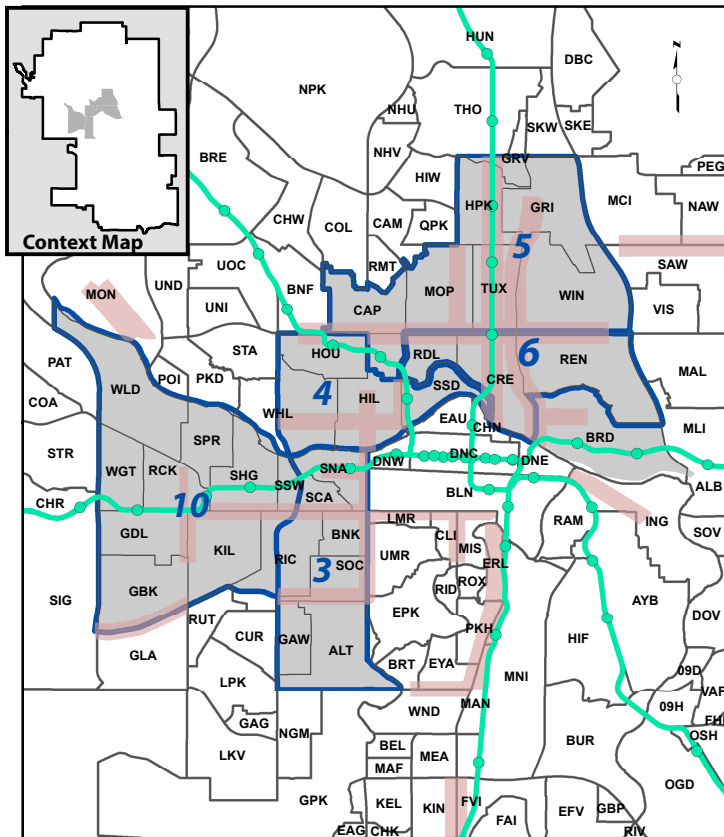 HUN
DBC
NPK
NHU
THO
SKW
SKE
BRE
NHV
GRV
PEG
HIW
HPK
GRI
MCI
NAW
CHW
COL
CAM
QPK
Context Map
UOC
RMT
5
SAW
UND
MON
BNF
CAP
MOP
TUX
WIN
VIS
UNI
STA
HOU
RDL
6
REN
PAT
POI
PKD
WLD
SSD
CRE
MAL
COA
WHL
4
HIL
EAU
CHN
STR
SPR
BRD
MLI
WGT
RCK
SHG
SSW
SNA
DNW
DNC
DNE
ALB
CHR
10
SCA
BLN
GDL
LMR
RAM
ING
SOV
KIL
RIC
BNK
CLI
MIS
UMR
ERL
SIG
GBK
3
SOC
RID
ROX
AYB
RUT
EPK
DOV
CUR
GAW
ALT
PKH
HIF
GLA
BRT
EYA
MNI
09D
LPK
MAN
VAF
GAG
WND
09H
EHI
NGM
OSH
LKV
BEL
MEA
BUR
MAF
OGD
GPK
KEL
KIN
FVI
EFV
GBP
EAG
CHK
FAI
RIV